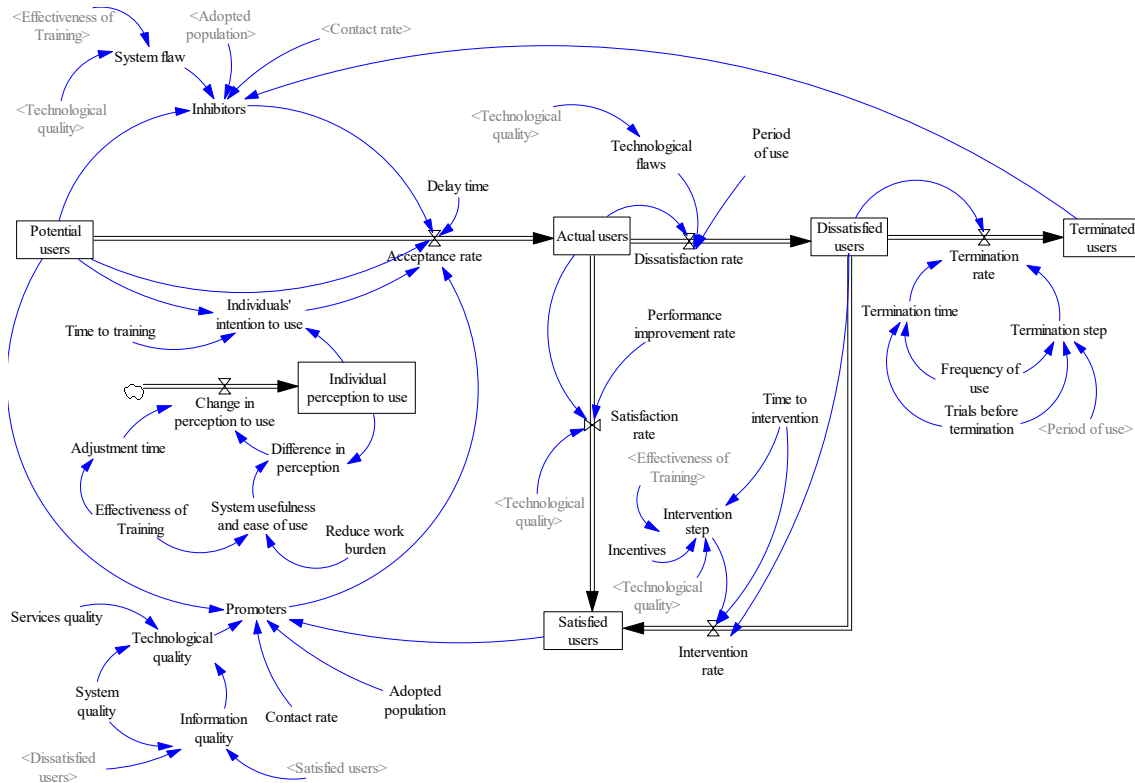 <Effectiveness of
Training>
<Adopted
population>
<Contact rate>
System flaw
<Technological
quality>
Inhibitors
<Technological
quality>
Technological
flaws
Period
of use
Delay time
Potential
users
Acceptance rate
Actual users
Dissatisfaction rate
Dissatisfied
users
Termination
rate
Terminated
users
Individuals'
intention to use
Time to training
Performance
improvement rate
Termination time
Termination step
Individual
perception to use
Change in
perception to use
Frequency of
use
Trials before
termination
<Period of use>
Time to
intervention
Satisfaction
rate
Adjustment time
Difference in
perception
<Effectiveness of
Training>
<Technological
quality>
Effectiveness of
Training
System usefulness
and ease of use
Reduce work
burden
Intervention
step
Incentives
<Technological
quality>
Services quality
Promoters
Technological
quality
Satisfied
users
Intervention
rate
System
quality
Information
quality
Contact rate
Adopted
population
<Dissatisfied
users>
<Satisfied users>